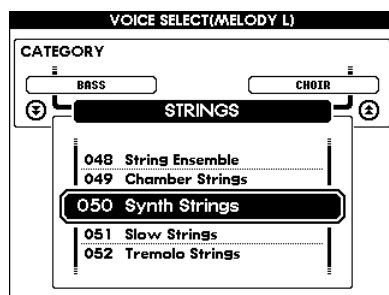 VOICE SELECT(MELODY L)
CATEGORY
BASS CHOIR
STRINGS
048 String Ensemble
049 Chamber Strings
050 Synth Strings
051 Slow Strings
052 Tremolo Strings